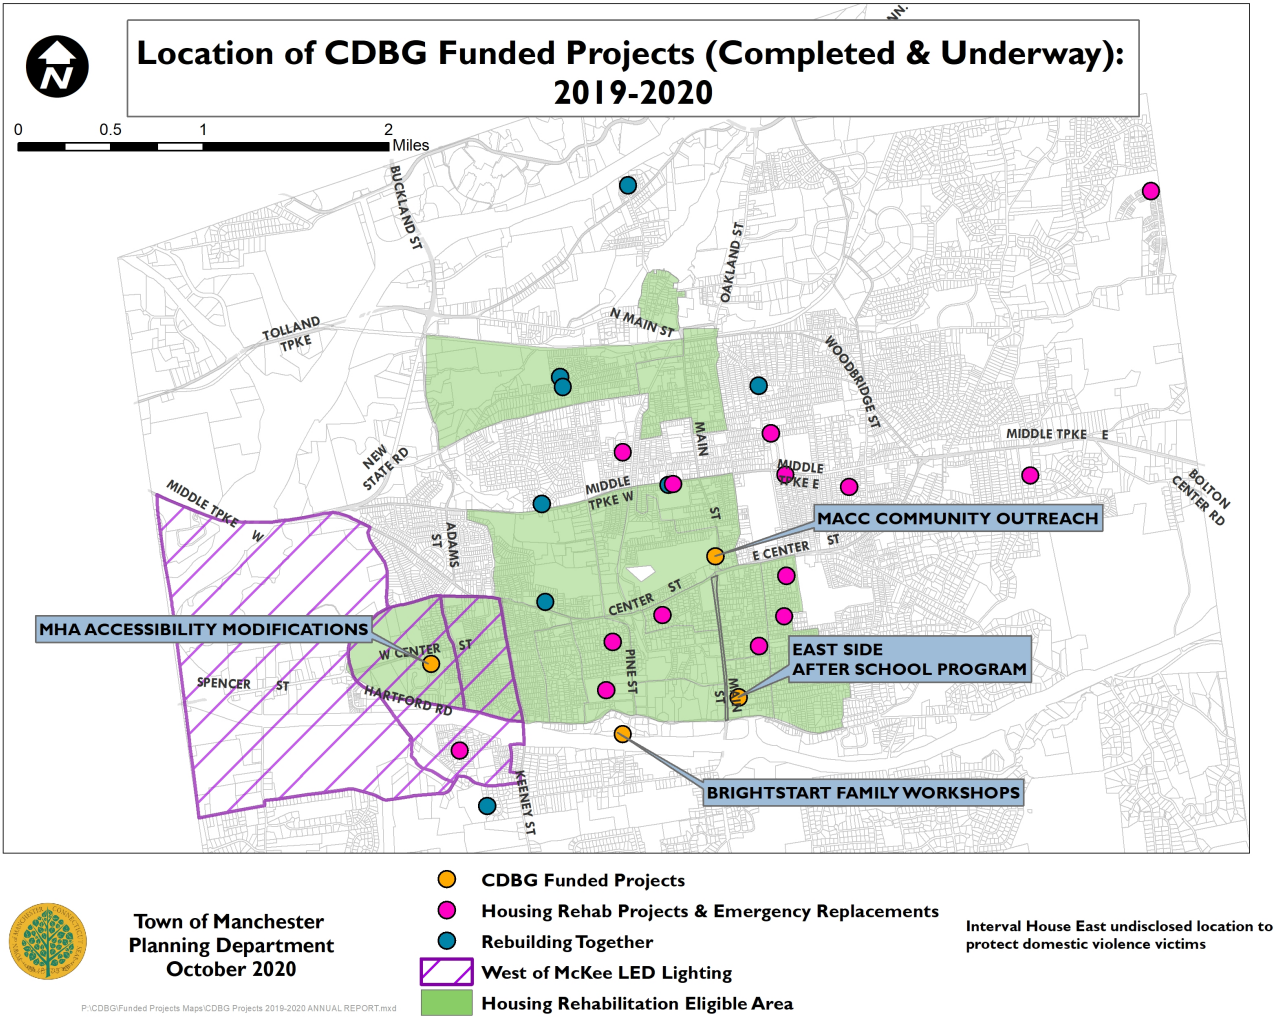 NN.
Location of CDBG Funded Projects (Completed & Underway):
2019-2020
N
0 0.5 1 2
Miles
BUCKLAND ST
OAKLAND ST
N MAIN ST
TOLLAND
TPKE
WOODBRIDGE ST
MAIN
ST
MIDDLE TPKE E
NEW
STATE RD
MIDDLE
TPKE E
MIDDLE
TPKE W
BOLTON
CENTER RD
MIDDLE TPKE W
ADAMS
ST
MACC COMMUNITY OUTREACH
E CENTER ST
CENTER ST
MHA ACCESSIBILITY MODIFICATIONS
W CENTER ST
EAST SIDE
AFTER SCHOOL PROGRAM
PINE ST
SPENCER ST
HARTFORD RD
MAIN
ST
BRIGHTSTART FAMILY WORKSHOPS
KEENEY ST
CDBG Funded Projects
Housing Rehab Projects & Emergency Replacements
Rebuilding Together
West of McKee LED Lighting
Housing Rehabilitation Eligible Area
Town of Manchester
Planning Department
October 2020
Interval House East undisclosed location to
protect domestic violence victims
P:\CDBG\Funded Projects Maps\CDBG Projects 2019-2020 ANNUAL REPORT.mxd